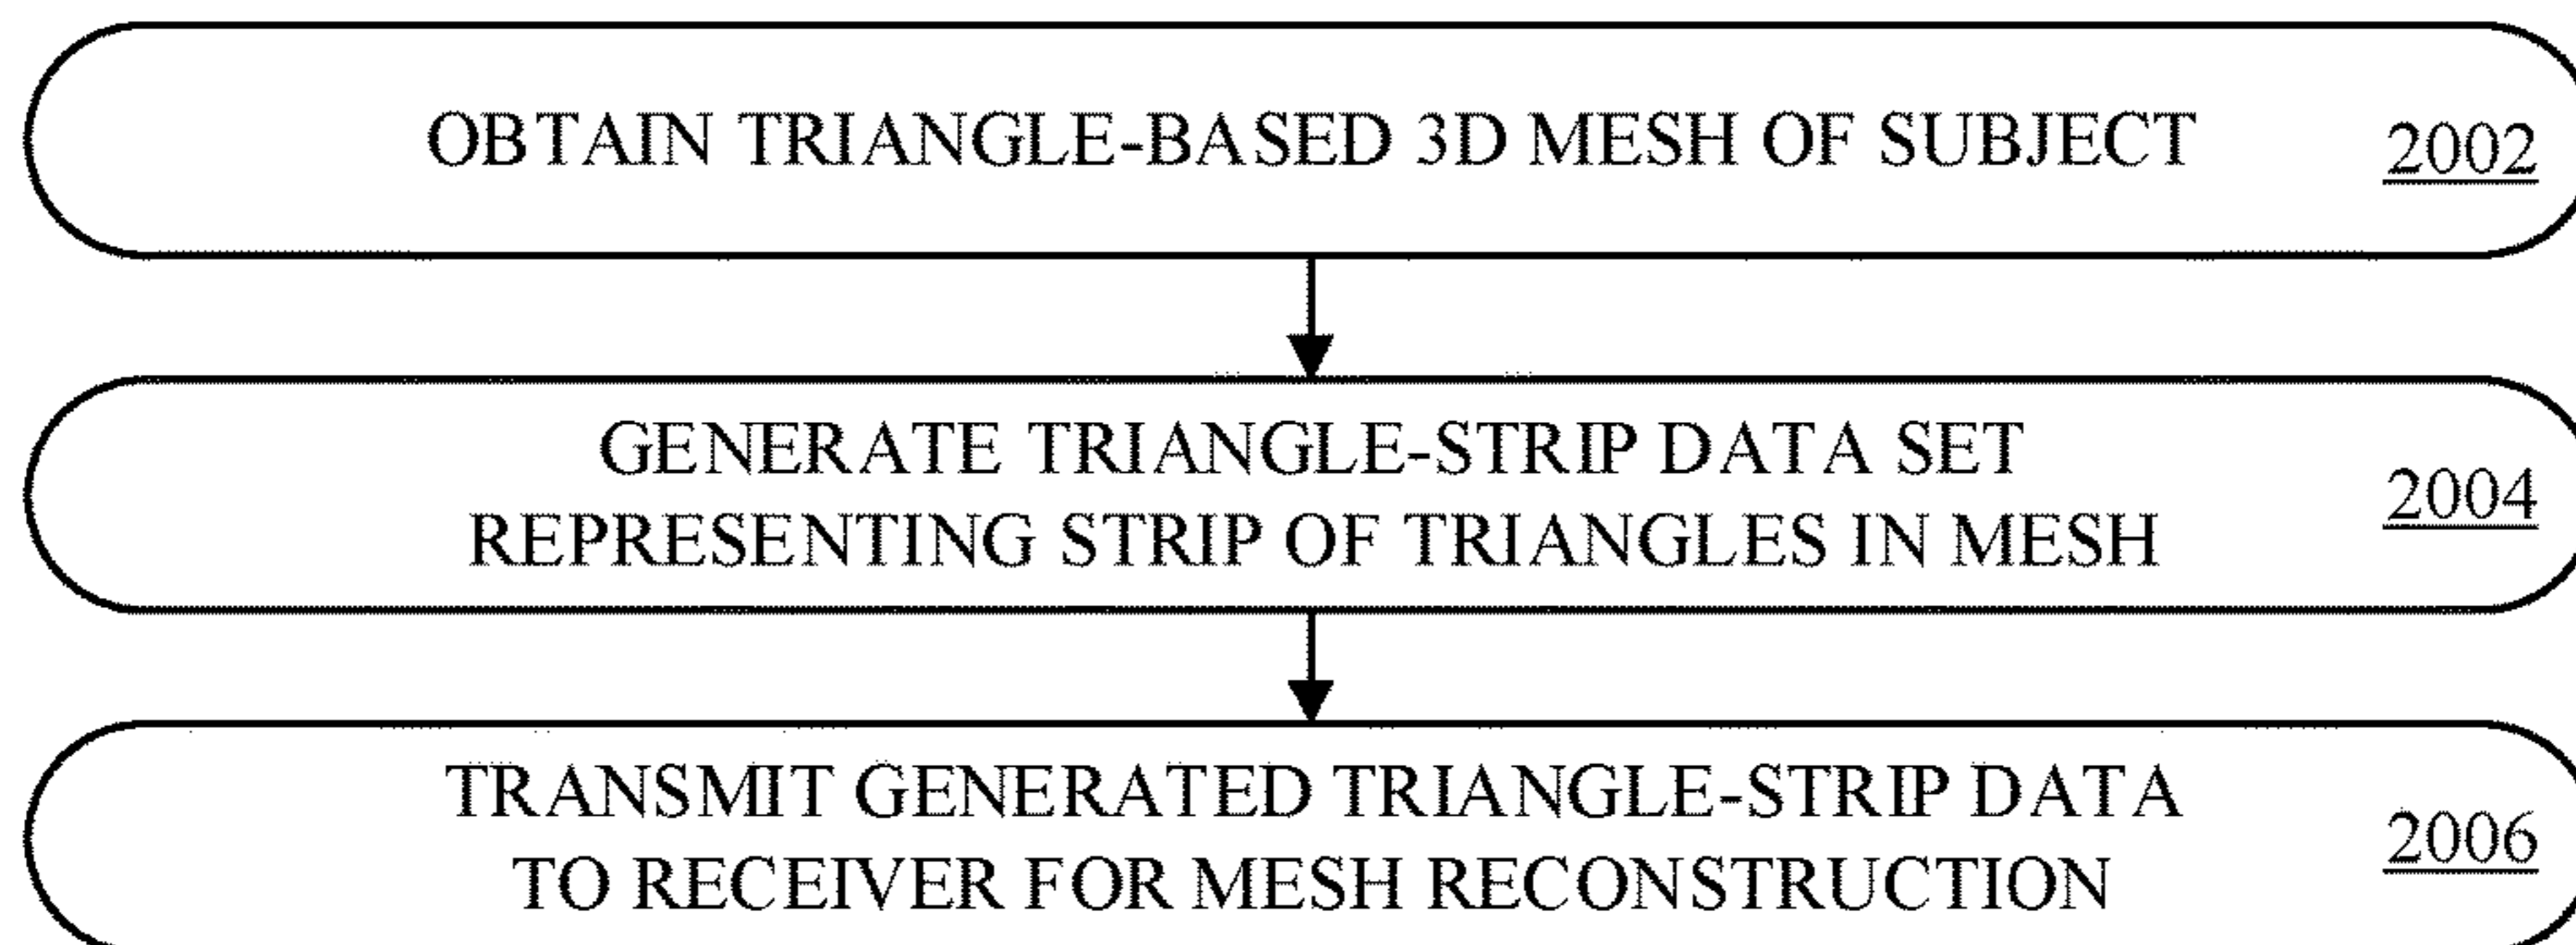 OBTAIN TRIANGLE-BASED 3D MESH OF SUBJECT 2002
GENERATE TRIANGLE-STRIP DATA SET
REPRESENTING STRIP OF TRIANGLES IN MESH 2004
TRANSMIT GENERATED TRIANGLE-STRIP DATA
TO RECEIVER FOR MESH RECONSTRUCTION 2006